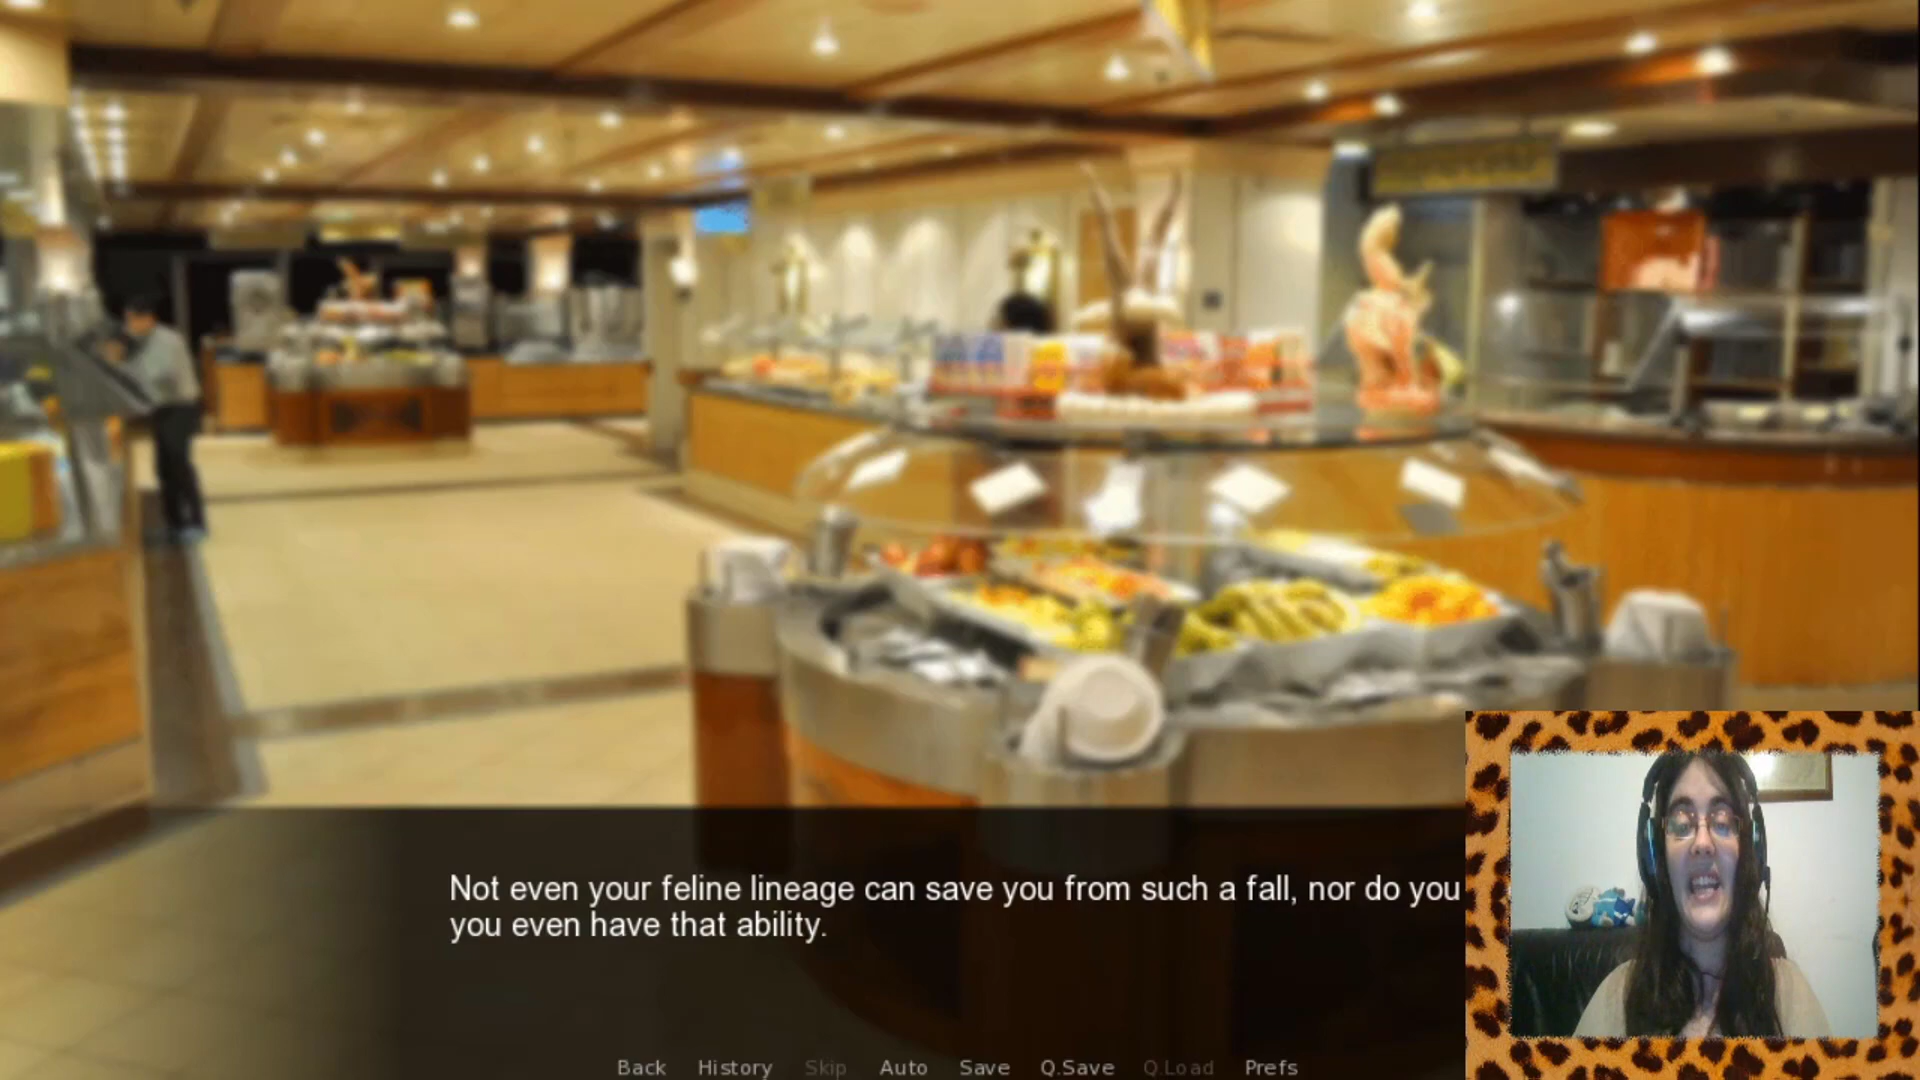 Not even your feline lineage can save you from such a fall, nor do you
you even have that ability.
Back History Skip Auto Save Q.Save Q.Load Prefs